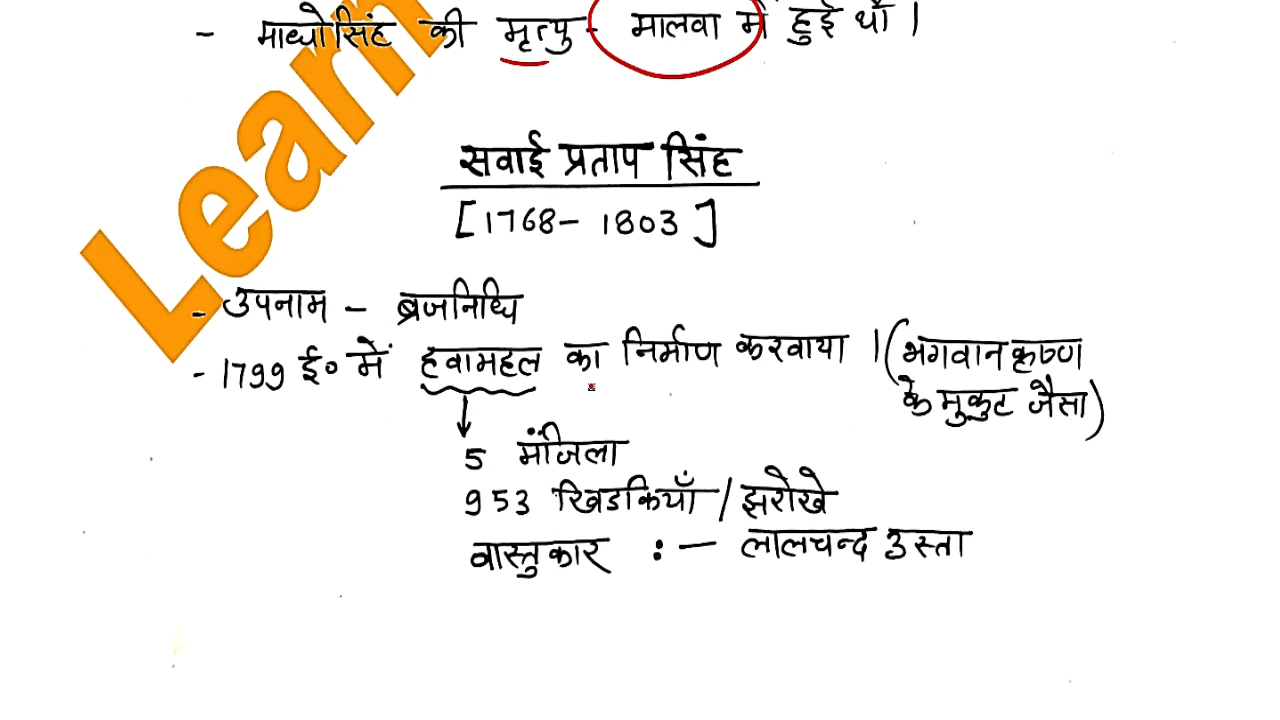 - माधोसिंह की मृत्यु - मालवा में हुई थी ।
Learn
सवाई प्रताप सिंह
[1768- 1803]
- उपनाम - ब्रजनिधि
- 1799 ई० में हवामहल का निर्माण करवाया । (भगवान कृष्ण
के मुकुट जैसा)
5 मंजिला
953 खिडकियाँ / झरोखे
वास्तुकार :- लालचन्द उस्ता